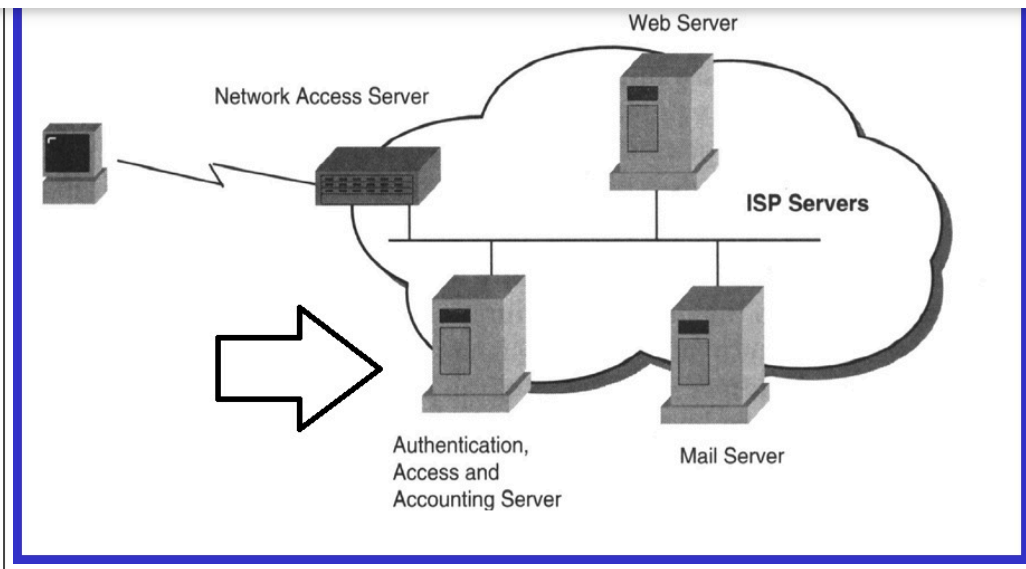 Web Server
Network Access Server
ISP Servers
Authentication,
Access and
Accounting Server
Mail Server